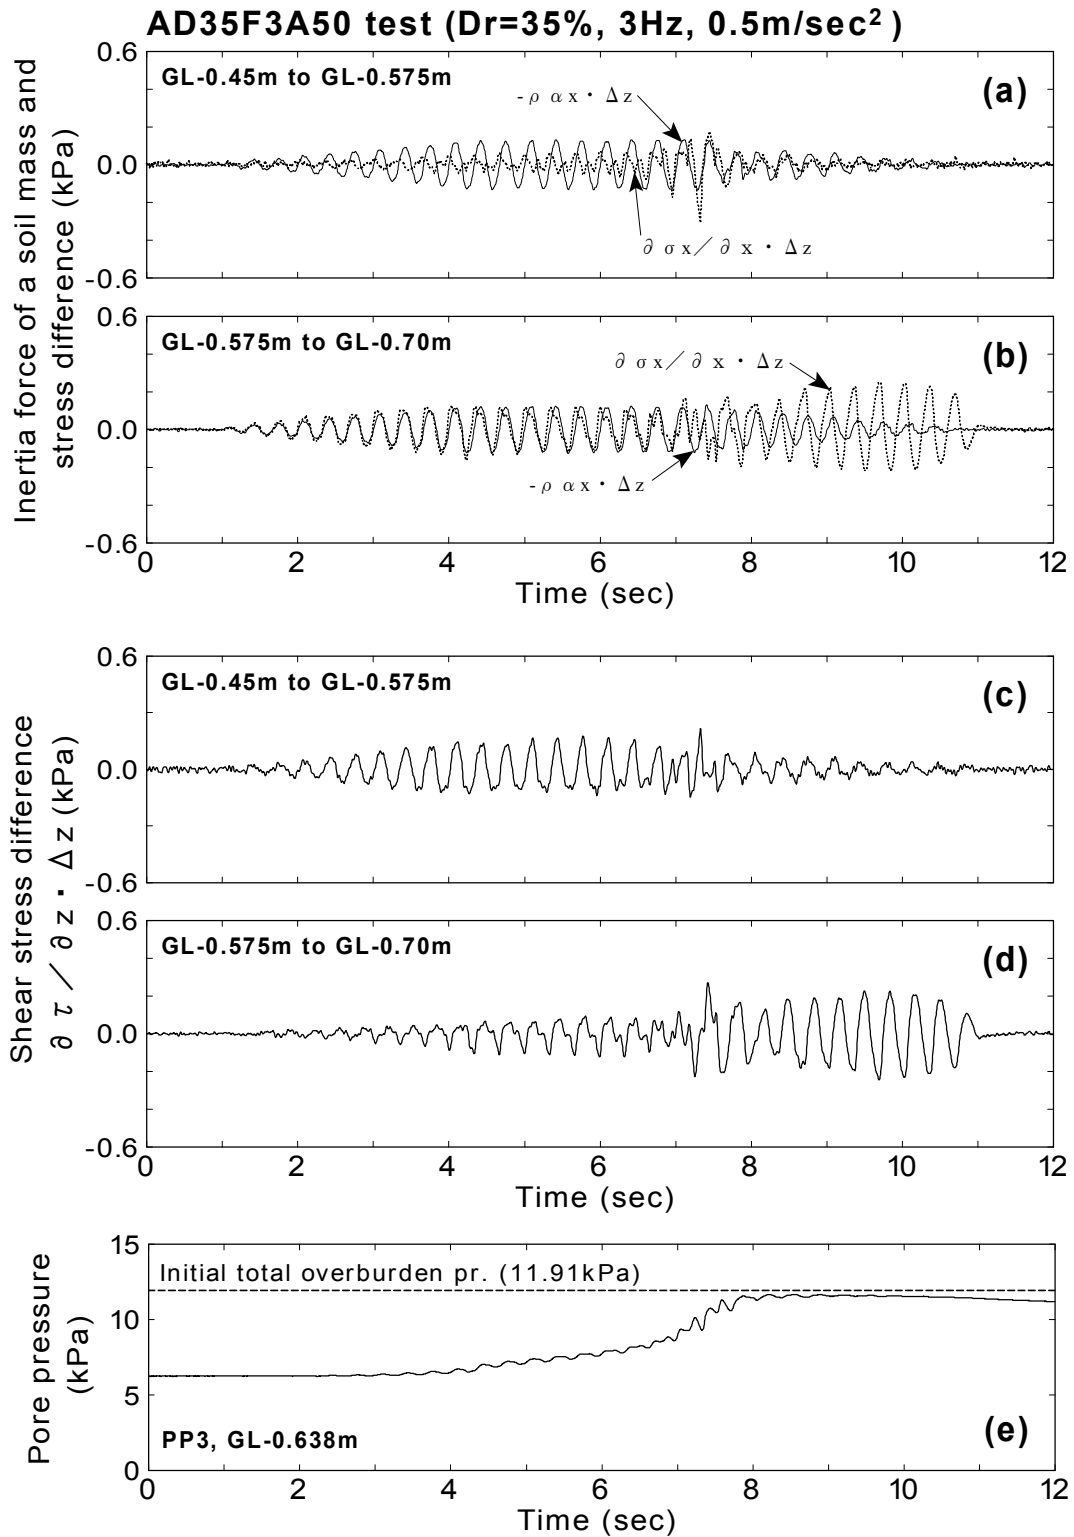 AD35F3A50 test (Dr=35%, 3Hz, 0.5m/sec² )
Inertia force of a soil mass and
stress difference (kPa)
0.6
0.0
-0.6
GL-0.45m to GL-0.575m
(a)
-ρ αx・Δz
∂ σx／∂ x・Δz
0.6
0.0
-0.6
GL-0.575m to GL-0.70m
(b)
∂ σx／∂ x・Δz
-ρ αx・Δz
0 2 4 6 8 10 12
Time (sec)
Shear stress difference
∂ τ ／ ∂z・Δz (kPa)
0.6
0.0
-0.6
GL-0.45m to GL-0.575m
(c)
0.6
0.0
-0.6
GL-0.575m to GL-0.70m
(d)
0 2 4 6 8 10 12
Time (sec)
Pore pressure
(kPa)
15
10
5
0
Initial total overburden pr. (11.91kPa)
PP3, GL-0.638m
(e)
0 2 4 6 8 10 12
Time (sec)